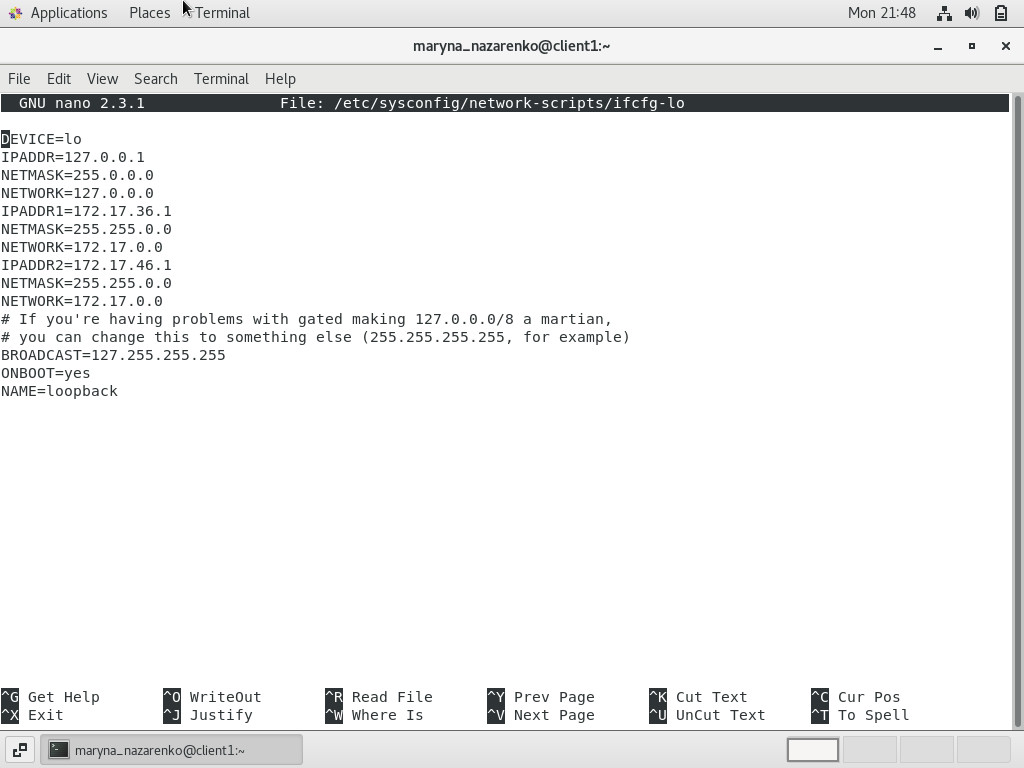 Applications Places Terminal Mon 21:48
maryna_nazarenko@client1:~
File Edit View Search Terminal Help
GNU nano 2.3.1 File: /etc/sysconfig/network-scripts/ifcfg-lo
DEVICE=lo
IPADDR=127.0.0.1
NETMASK=255.0.0.0
NETWORK=127.0.0.0
IPADDR1=172.17.36.1
NETMASK=255.255.0.0
NETWORK=172.17.0.0
IPADDR2=172.17.46.1
NETMASK=255.255.0.0
NETWORK=172.17.0.0
# If you're having problems with gated making 127.0.0.0/8 a martian,
# you can change this to something else (255.255.255.255, for example)
BROADCAST=127.255.255.255
ONBOOT=yes
NAME=loopback
^G Get Help ^O WriteOut ^R Read File ^Y Prev Page ^K Cut Text ^C Cur Pos
^X Exit ^J Justify ^W Where Is ^V Next Page ^U UnCut Text ^T To Spell
maryna_nazarenko@client1:~